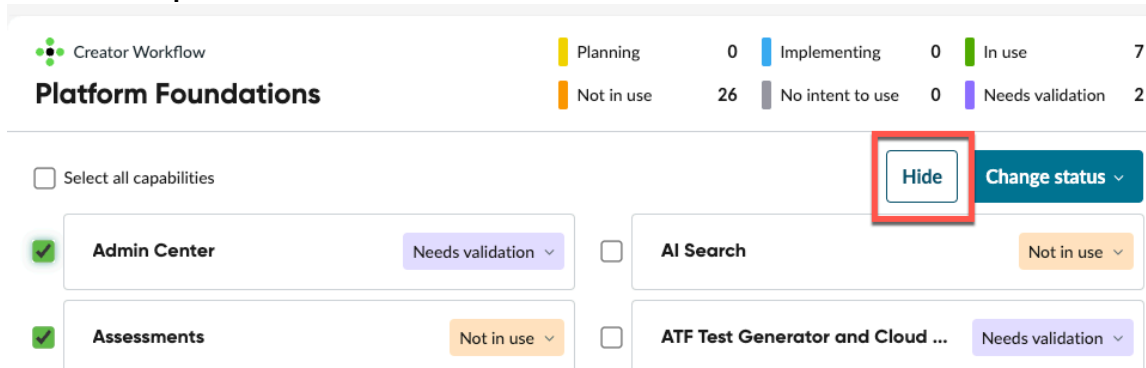 Creator Workflow
Platform Foundations
Planning 0 Implementing 0 In use 7
Not in use 26 No intent to use 0 Needs validation 2
Select all capabilities
Hide Change status
Admin Center Needs validation AI Search Not in use
Assessments Not in use ATF Test Generator and Cloud ... Needs validation